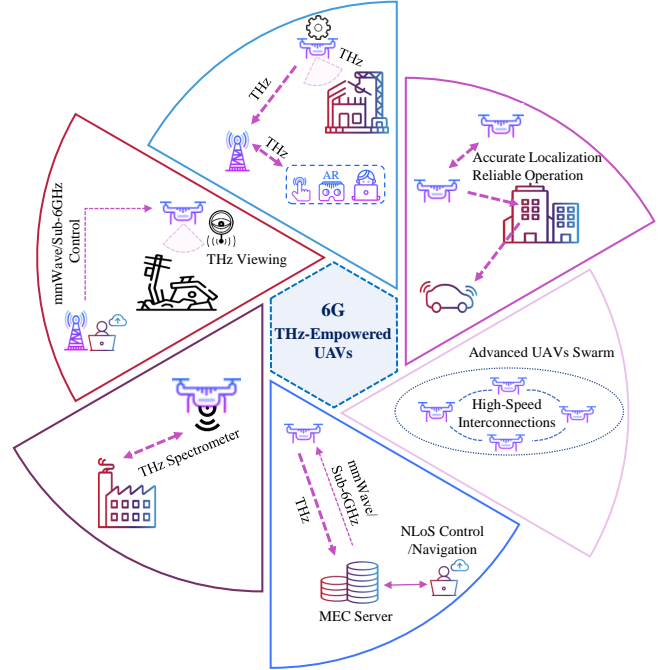 THz
THz
THz
AR
Accurate Localization
Reliable Operation
mmWave/Sub-6GHz
Control
THz Viewing
6G
THz-Empowered
UAVs
Advanced UAVs Swarm
High-Speed
Interconnections
THz Spectrometer
mmWave/
Sub-6GHz
THz
NLoS Control
/Navigation
MEC Server